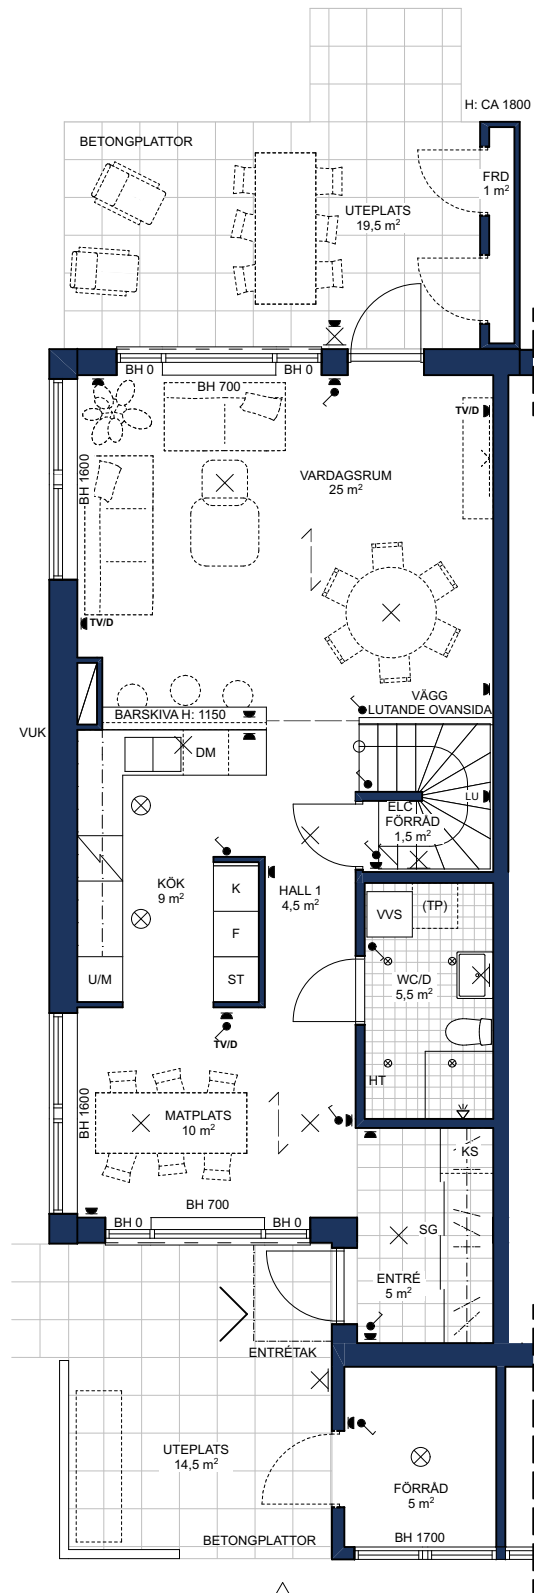 H: CA 1800
BETONGPLATTOR
FRD
1 m²
UTEPLATS
19,5 m²
BH 0
BH 0
BH 700
TV/D
BH 1600
VARDAGSRUM
25 m²
TV/D
VÄGG
LUTANDE OVANSIDA
BARSKIVA H: 1150
VUK
DM
LU
ELC
FÖRRÅD
1,5 m²
KÖK
9 m²
K
HALL 1
4,5 m²
VVS
(TP)
F
U/M
ST
WC/D
5,5 m²
TV/D
HT
BH 1600
MATPLATS
10 m²
KS
BH 700
BH 0
BH 0
SG
ENTRÉ
5 m²
ENTRÉTAK
UTEPLATS
14,5 m²
FÖRRÅD
5 m²
BETONGPLATTOR
BH 1700